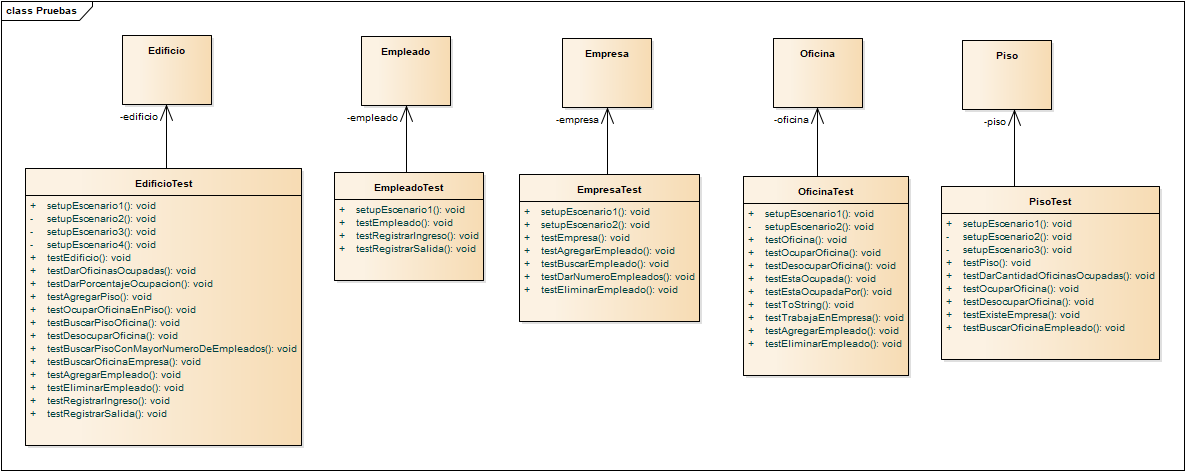 class Pruebas
Edificio
-edificio
EdificioTest
+ setupEscenario1(): void
- setupEscenario2(): void
- setupEscenario3(): void
- setupEscenario4(): void
+ testEdificio(): void
+ testDarOficinasOcupadas(): void
+ testDarPorcentajeOcupacion(): void
+ testAgregarPiso(): void
+ testOcuparOficinaEnPiso(): void
+ testBuscarPisoOficina(): void
+ testDesocuparOficina(): void
+ testBuscarPisoConMayorNumeroDeEmpleados(): void
+ testBuscarOficinaEmpresa(): void
+ testAgregarEmpleado(): void
+ testEliminarEmpleado(): void
+ testRegistrarIngreso(): void
+ testRegistrarSalida(): void
Empleado
-empleado
EmpleadoTest
+ setupEscenario1(): void
+ testEmpleado(): void
+ testRegistrarIngreso(): void
+ testRegistrarSalida(): void
Empresa
-empresa
EmpresaTest
+ setupEscenario1(): void
+ setupEscenario2(): void
+ testEmpresa(): void
+ testAgregarEmpleado(): void
+ testBuscarEmpleado(): void
+ testDarNumeroEmpleados(): void
+ testEliminarEmpleado(): void
Oficina
-oficina
OficinaTest
+ setupEscenario1(): void
- setupEscenario2(): void
+ testOficina(): void
+ testOcuparOficina(): void
+ testDesocuparOficina(): void
+ testEstaOcupada(): void
+ testEstaOcupadaPor(): void
+ testToString(): void
+ testTrabajaEnEmpresa(): void
+ testAgregarEmpleado(): void
+ testEliminarEmpleado(): void
Piso
-piso
PisoTest
+ setupEscenario1(): void
- setupEscenario2(): void
- setupEscenario3(): void
+ testPiso(): void
+ testDarCantidadOficinasOcupadas(): void
+ testOcuparOficina(): void
+ testDesocuparOficina(): void
+ testExisteEmpresa(): void
+ testBuscarOficinaEmpleado(): void